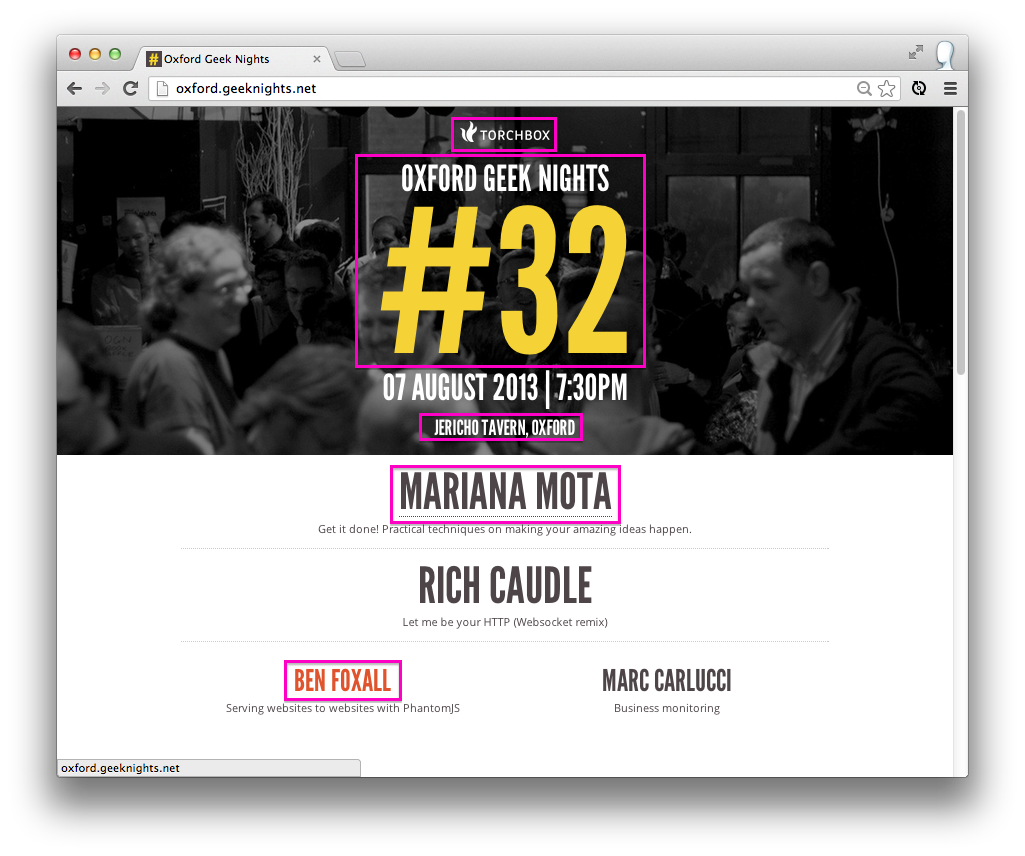 Oxford Geek Nights
oxford.geeknights.net
TORCHBOX
OXFORD GEEK NIGHTS
#32
07 AUGUST 2013 | 7:30PM
JERICHO TAVERN, OXFORD
MARIANA MOTA
Get it done! Practical techniques on making your amazing ideas happen.
RICH CAUDLE
Let me be your HTTP (Websocket remix)
BEN FOXALL
MARC CARLUCCI
Serving websites to websites with PhantomJS
Business monitoring
oxford.geeknights.net